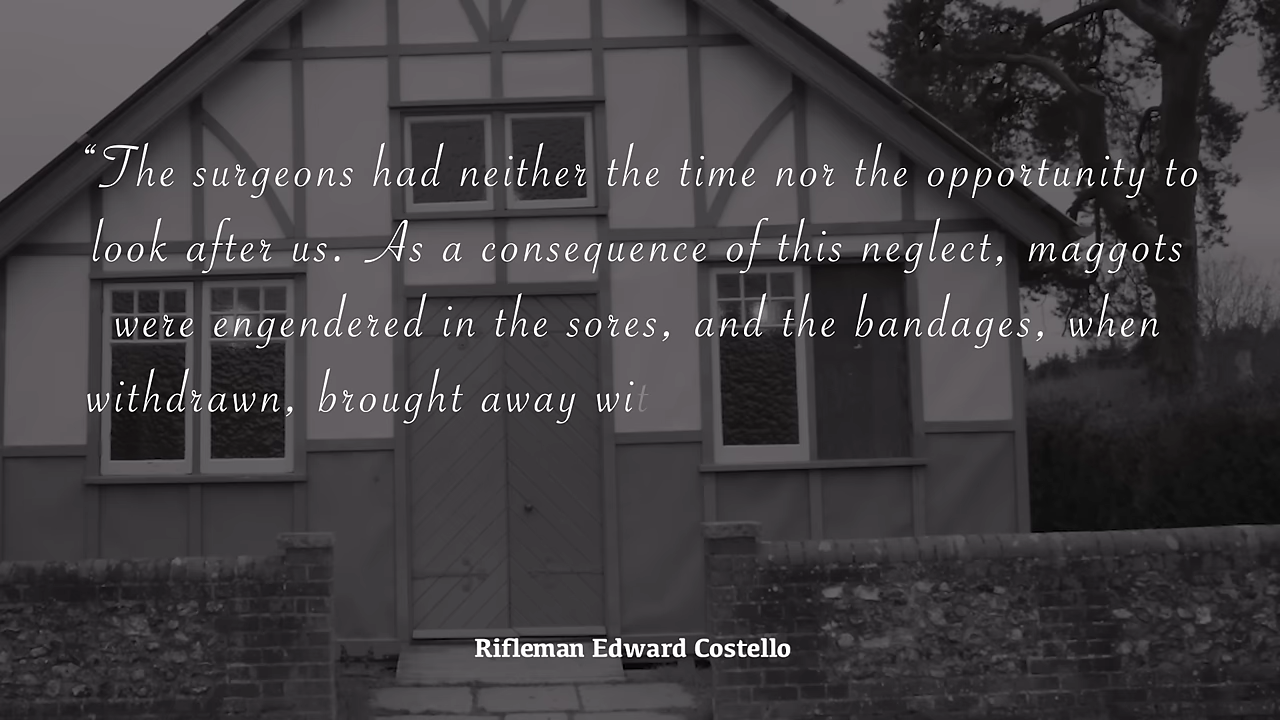 “The surgeons had neither the time nor the opportunity to
look after us. As a consequence of this neglect, maggots
were engendered in the sores, and the bandages, when
withdrawn, brought away wit
Rifleman Edward Costello